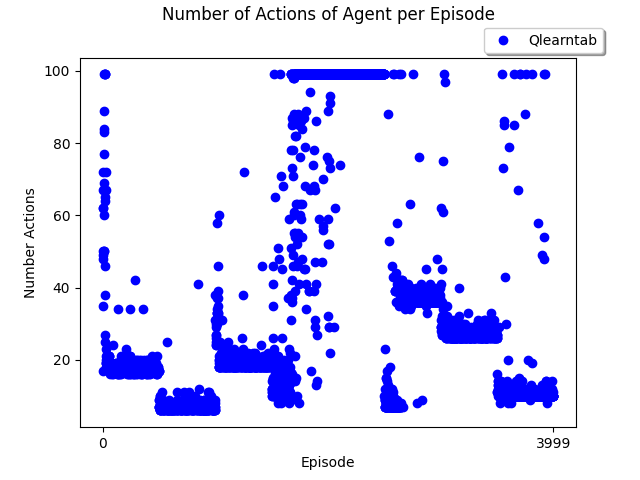 Number of Actions of Agent per Episode
Qlearntab
100
80
60
40
20
Number Actions
0
3999
Episode